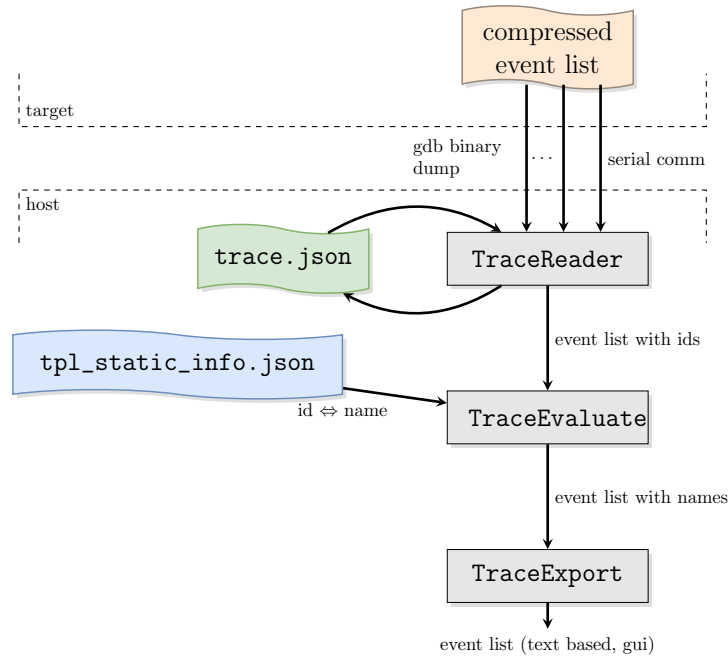 compressed
event list
target
gdb binary
dump
...
serial comm
host
trace.json
TraceReader
event list with ids
tpl_static_info.json
id ⇔ name
TraceEvaluate
event list with names
TraceExport
event list (text based, gui)